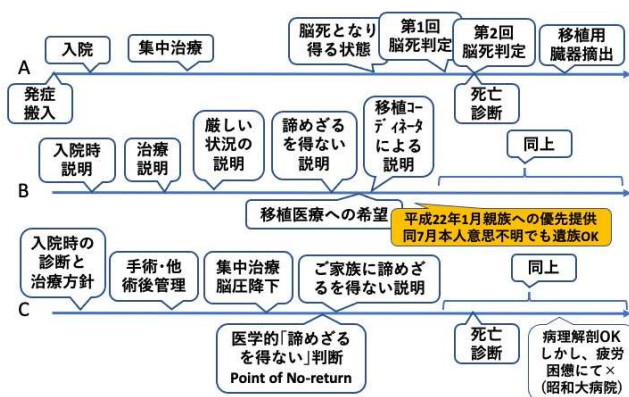 A
発症
搬入
入院
集中治療
脳死となり
得る状態
第1回
脳死判定
第2回
脳死判定
死亡
診断
移植用
臓器摘出
B
入院時
説明
治療
説明
厳しい
状況の
説明
諦めざる
を得ない
説明
移植医療への希望
移植ｺｰ
ディネータ
による
説明
同上
平成22年1月親族への優先提供
同7月本人意思不明でも遺族OK
C
入院時の
診断と
治療方針
手術・他
術後管理
集中治療
脳圧降下
医学的「諦めざる
を得ない」判断
Point of No-return
ご家族に諦めざ
るを得ない説明
死亡
診断
同上
病理解剖OK
しかし、疲労
困憊にて×
(昭和大病院)